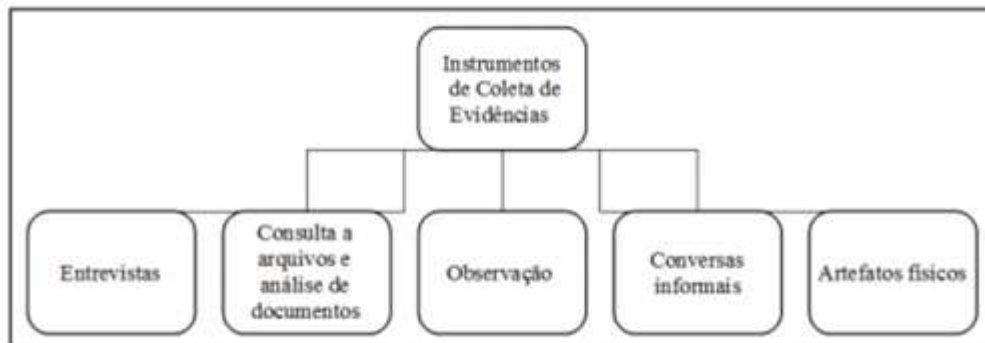 Instrumentos
de Coleta de
Evidências
Entrevistas
Consulta a
arquivos e
análise de
documentos
Observação
Conversas
informais
Artefatos físicos